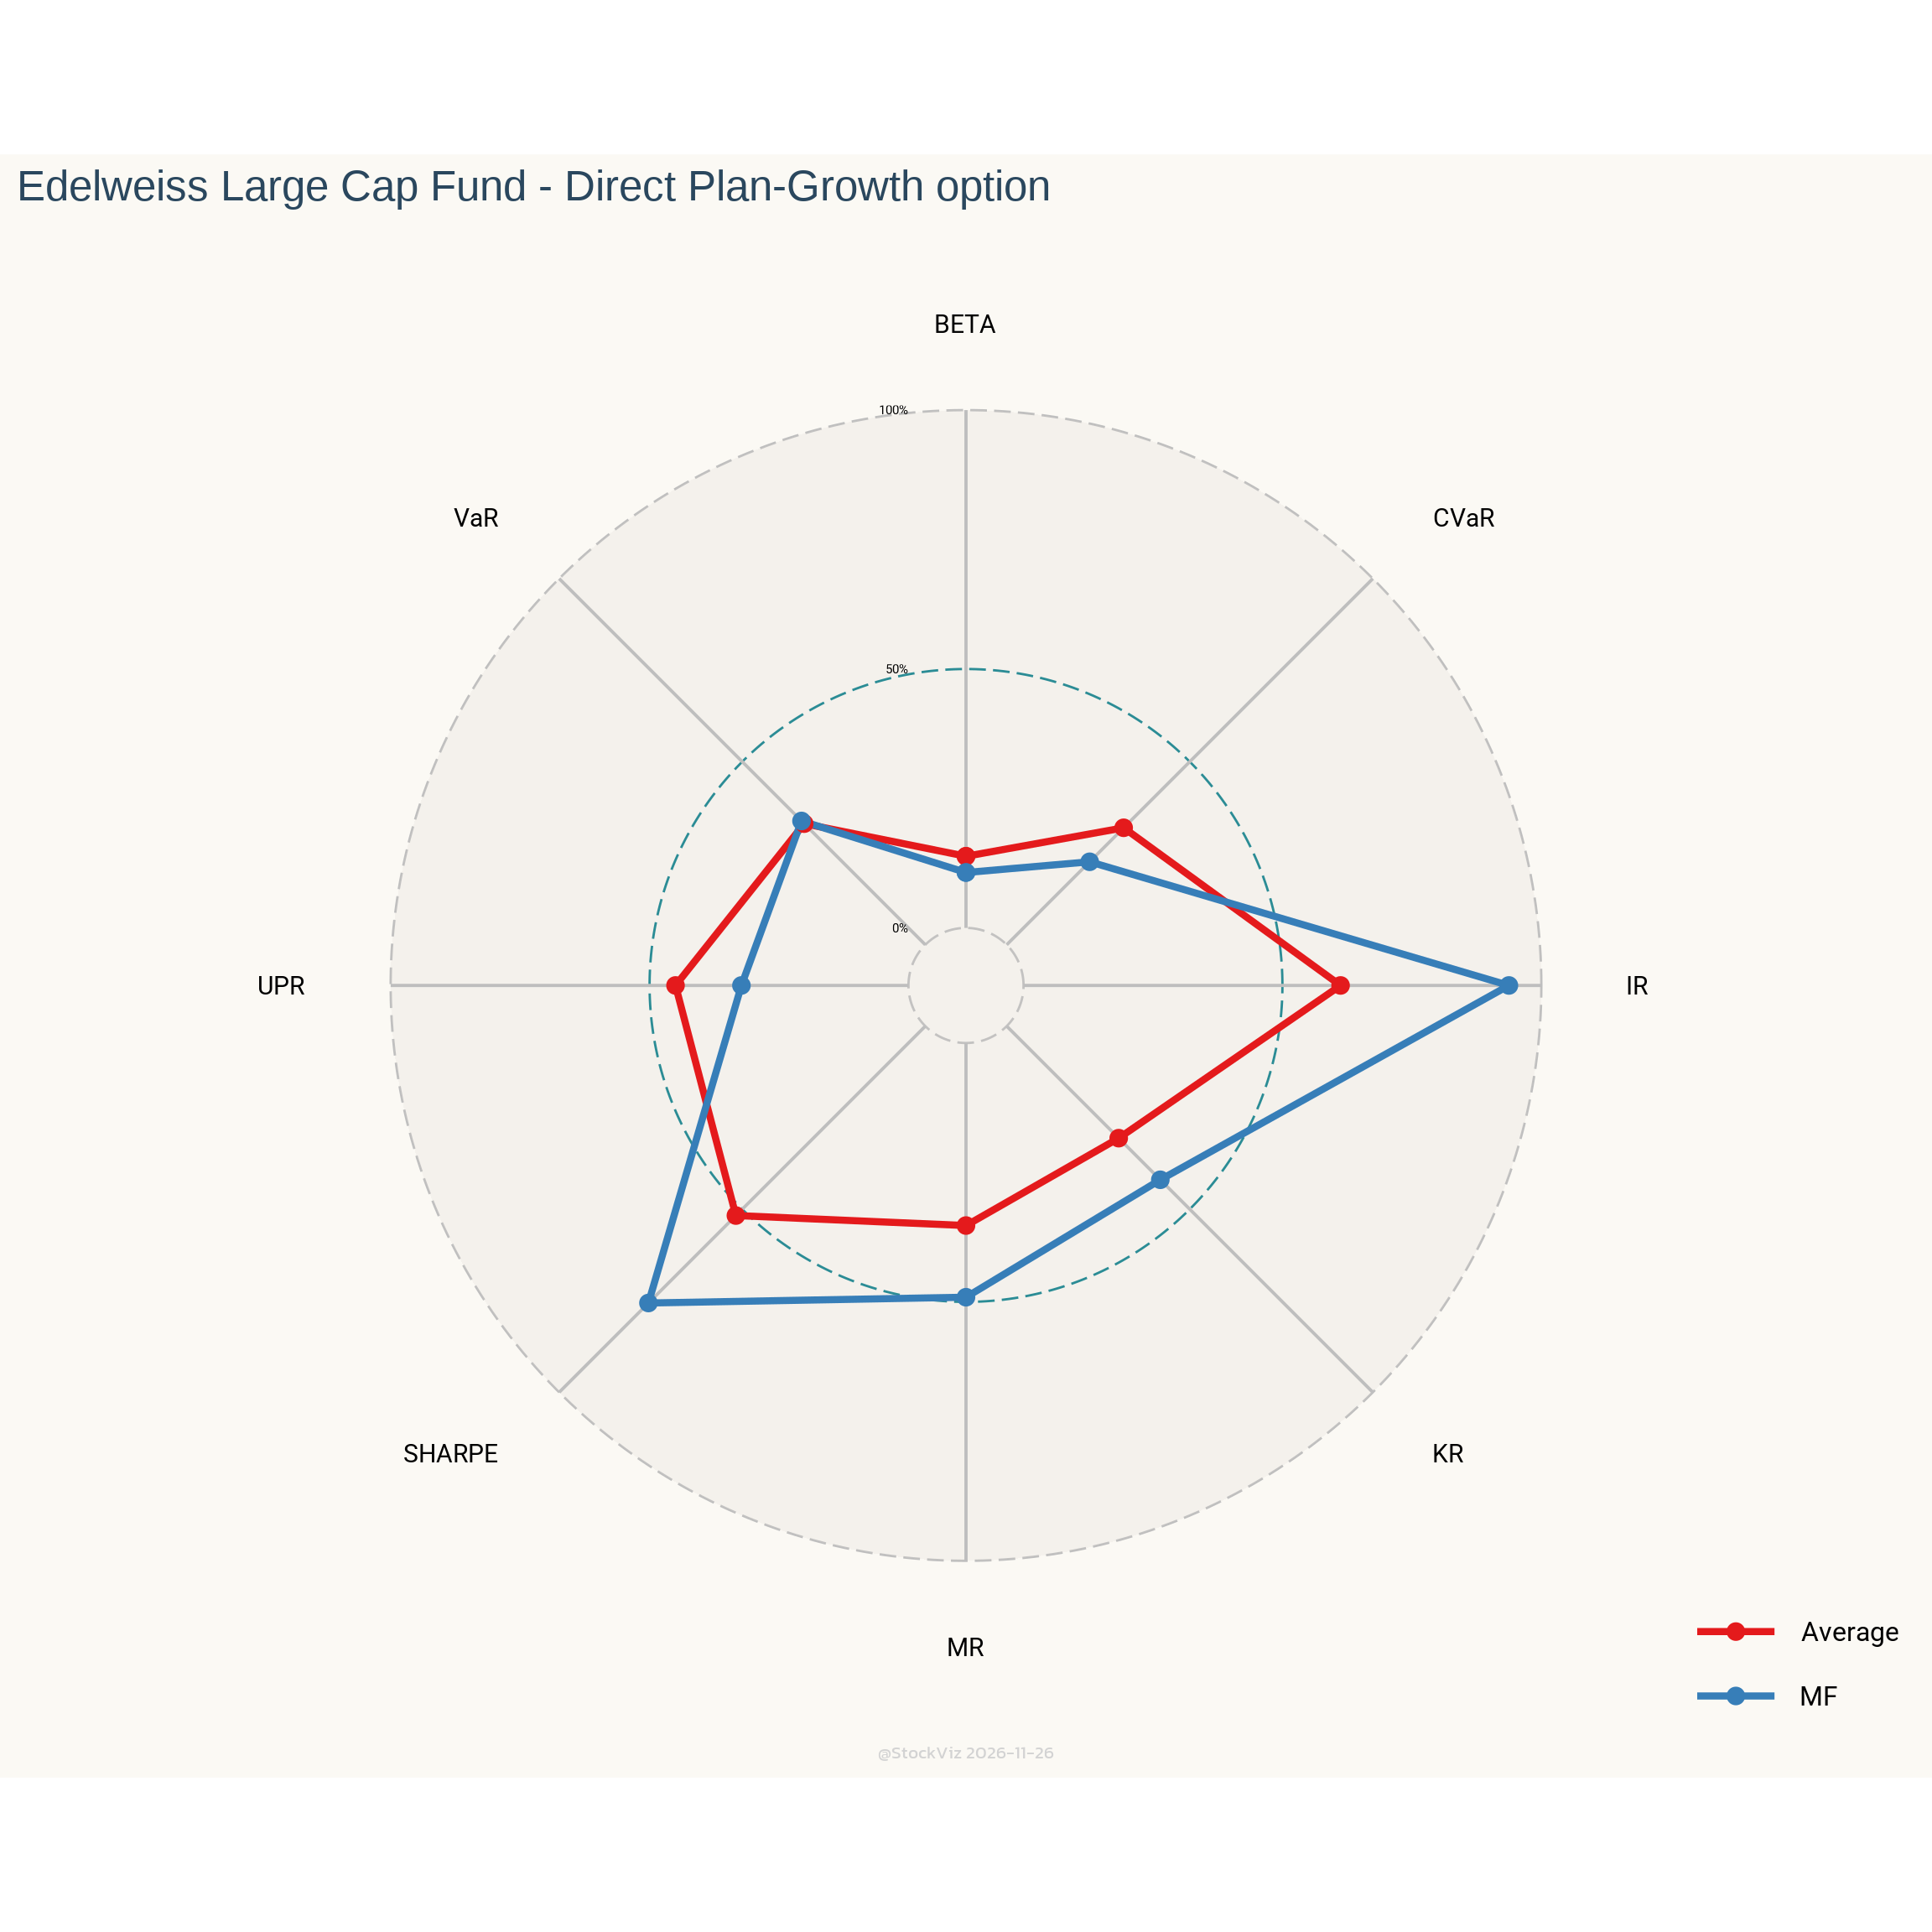 Edelweiss Large Cap Fund - Direct Plan-Growth option
BETA
100%
VaR
CVaR
50%
0%
UPR
IR
SHARPE
KR
MR
Average
MF
@StockViz 2026-11-26